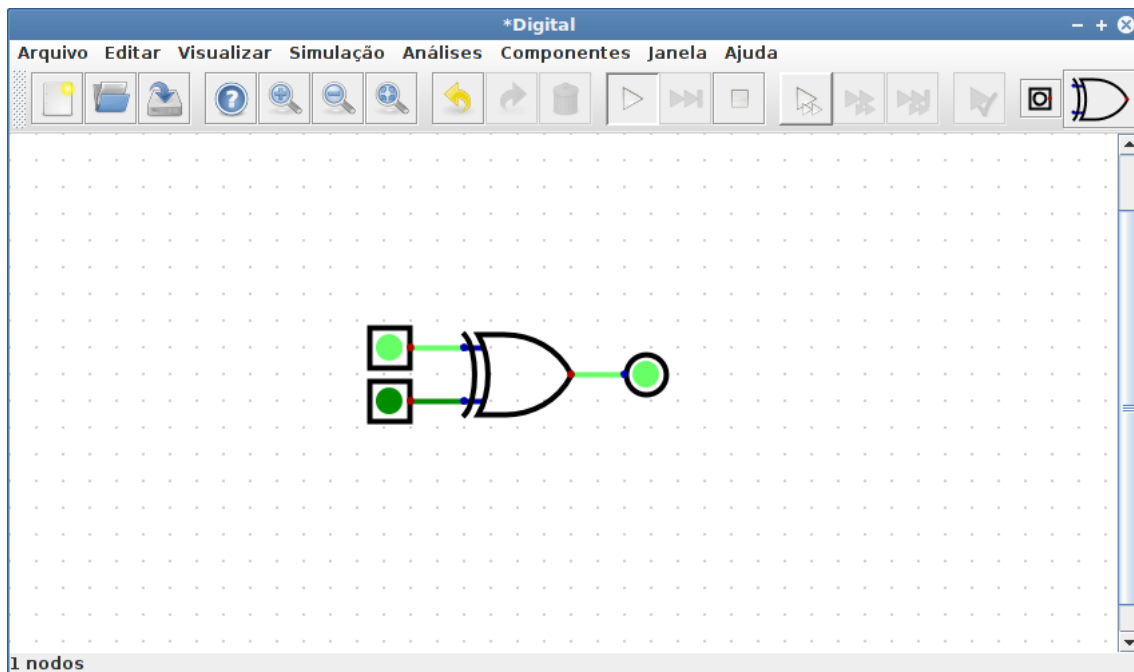 *Digital
Arquivo Editar Visualizar Simulação Análises Componentes Janela Ajuda
1 nodos